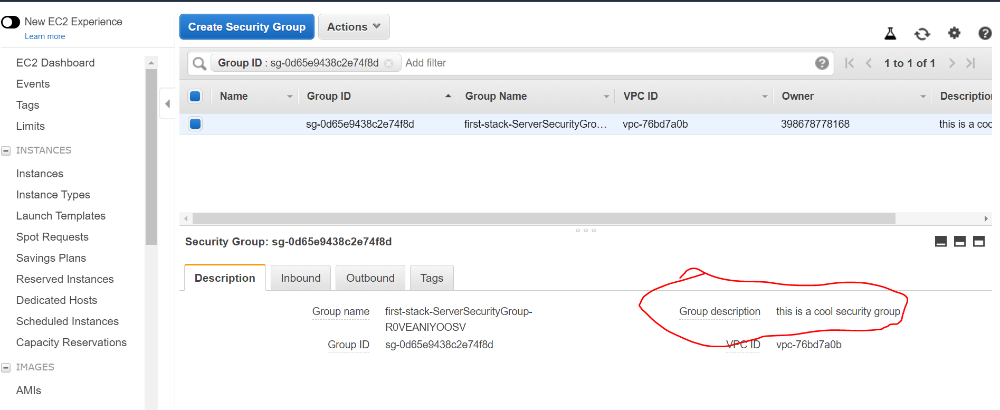 New EC2 Experience
Learn more
EC2 Dashboard
Events
Tags
Limits
INSTANCES
Instances
Instance Types
Launch Templates
Spot Requests
Savings Plans
Reserved Instances
Dedicated Hosts
Scheduled Instances
Capacity Reservations
IMAGES
AMIs
Create Security Group Actions
Group ID : sg-0d65e9438c2e74f8d Add filter 1 to 1 of 1
Name Group ID Group Name VPC ID Owner Descriptio
sg-0d65e9438c2e74f8d first-stack-ServerSecurityGro… vpc-76bd7a0b 398678778168 this is a coo
Security Group: sg-0d65e9438c2e74f8d
Description Inbound Outbound Tags
Group name first-stack-ServerSecurityGroup-
R0VEANIYOOSV
Group description this is a cool security group
Group ID sg-0d65e9438c2e74f8d
VPC ID vpc-76bd7a0b